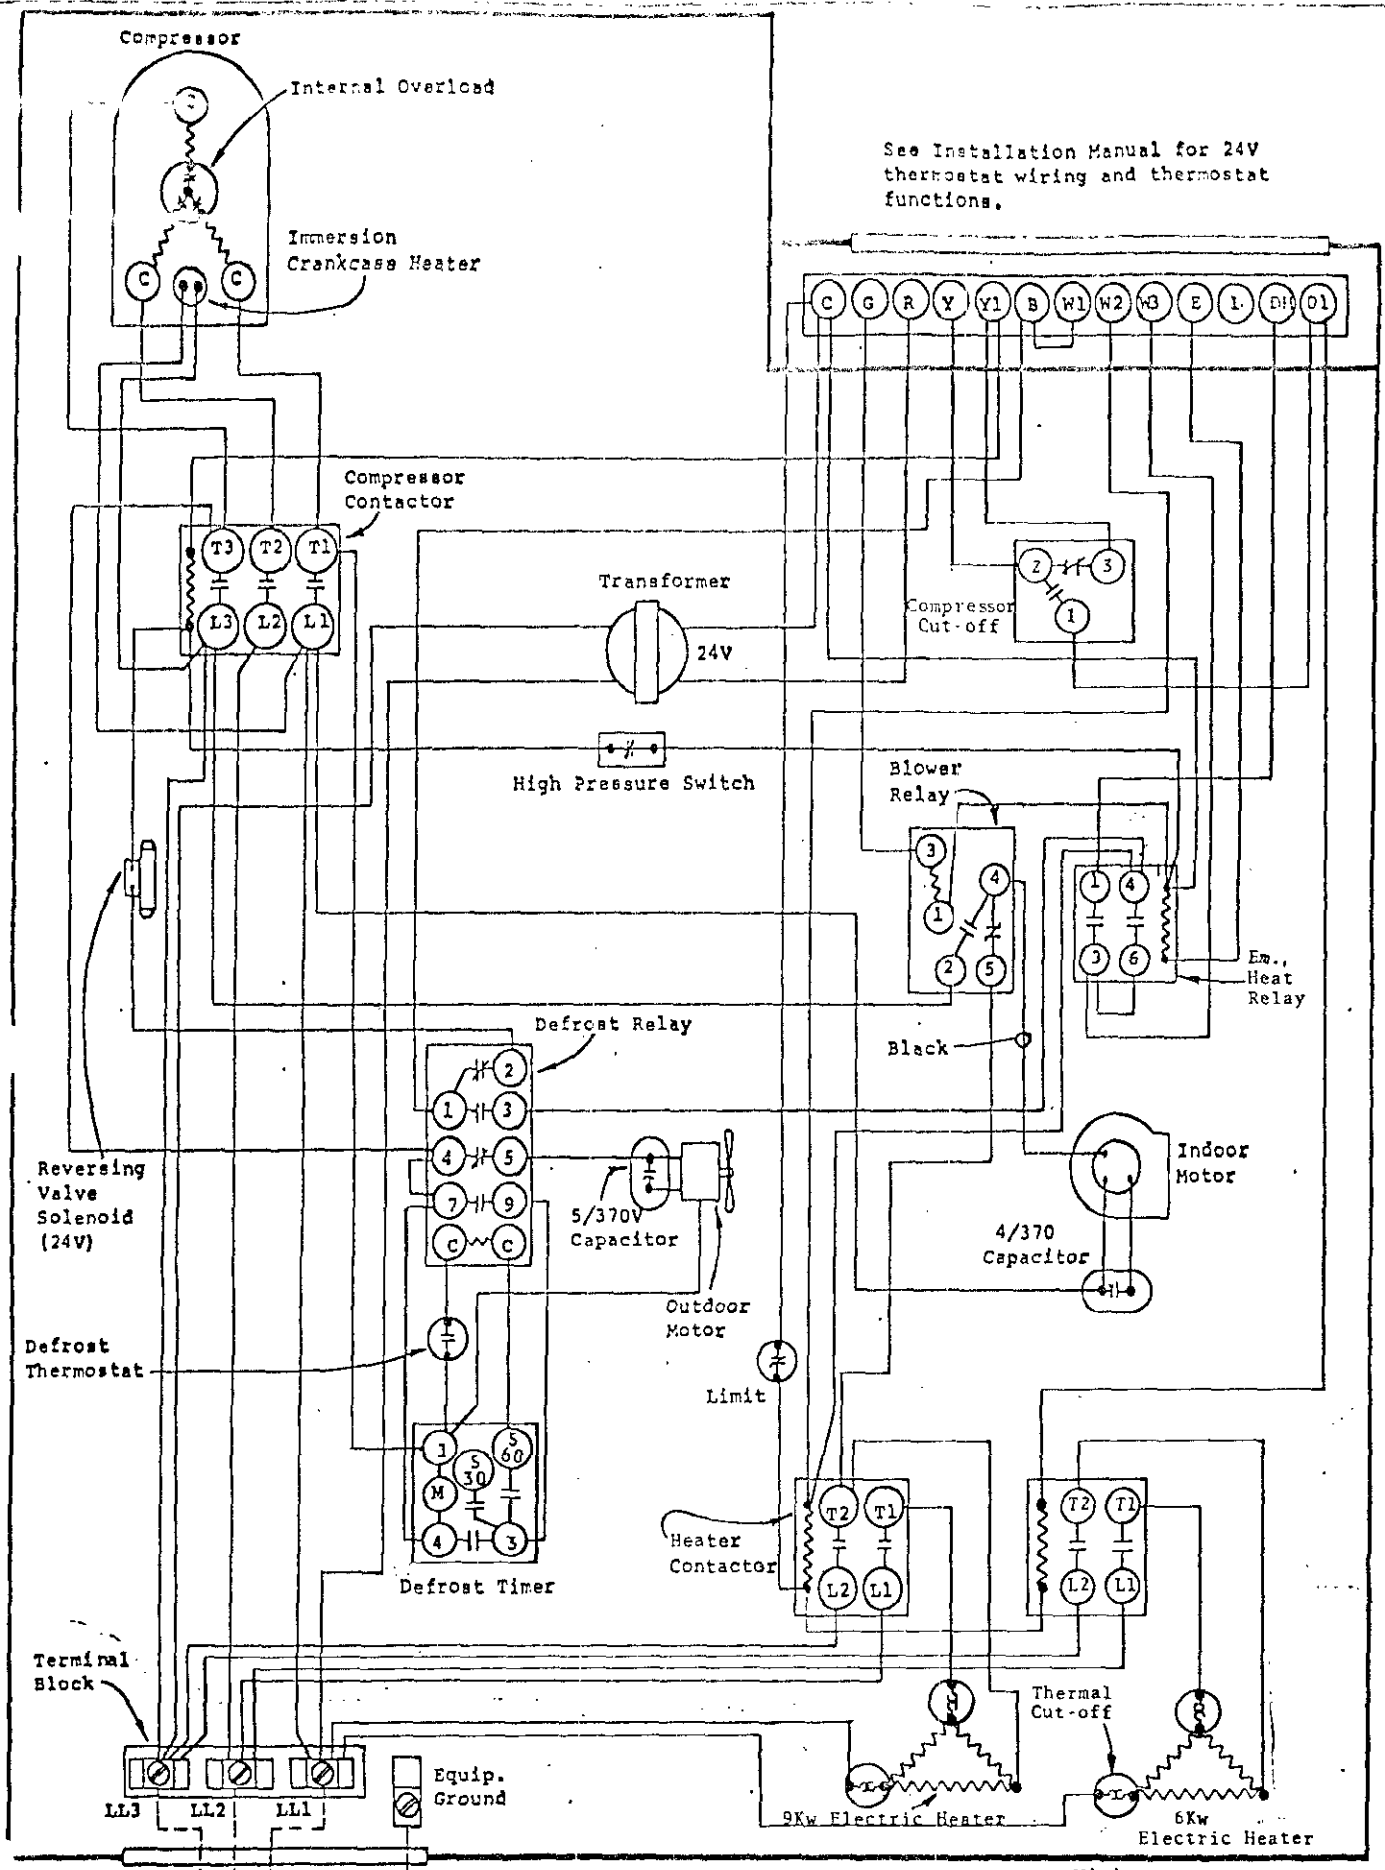 Compressor
Internal Overload
C
See Installation Manual for 24V
thermostat wiring and thermostat
functions.
Immersion
Crankcase Heater
C C
C G R Y Y1 B W1 W2 W3 E L DH O1
Compressor
Contactor
T3 T2 T1
L3 L2 L1
Transformer
24V
2 3
1
Compressor
Cut-off
High Pressure Switch
Blower
Relay
3 4
1
2 5
1 4
3 6
Em.,
Heat
Relay
Black
Defrost Relay
2
1 3
4 5
7 9
C C
Reversing
Valve
Solenoid
(24V)
5/370V
Capacitor
Outdoor
Motor
Indoor
Motor
4/370
Capacitor
Defrost
Thermostat
Limit
S
60
S
30
M
4 3
Defrost Timer
Heater
Contactor
T2 T1
L2 L1
T2 T1
L2 L1
Terminal
Block
LL3 LL2 LL1
Equip.
Ground
Thermal
Cut-off
9Kw Electric Heater
6Kw
Electric Heater